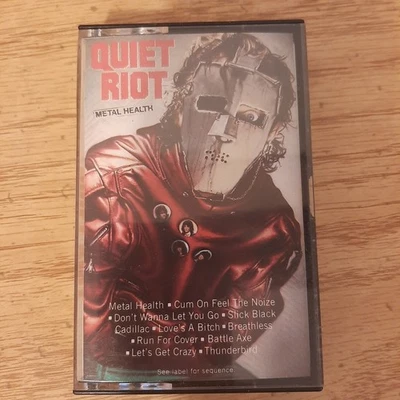 QUIET
RIOT
METAL HEALTH
Metal Health ▪ Cum On Feel The Noize
▪ Don't Wanna Let You Go ▪ Slick Black
Cadillac ▪ Love's A Bitch ▪ Breathless
▪ Run For Cover ▪ Battle Axe
▪ Let's Get Crazy ▪ Thunderbird
See label for sequence